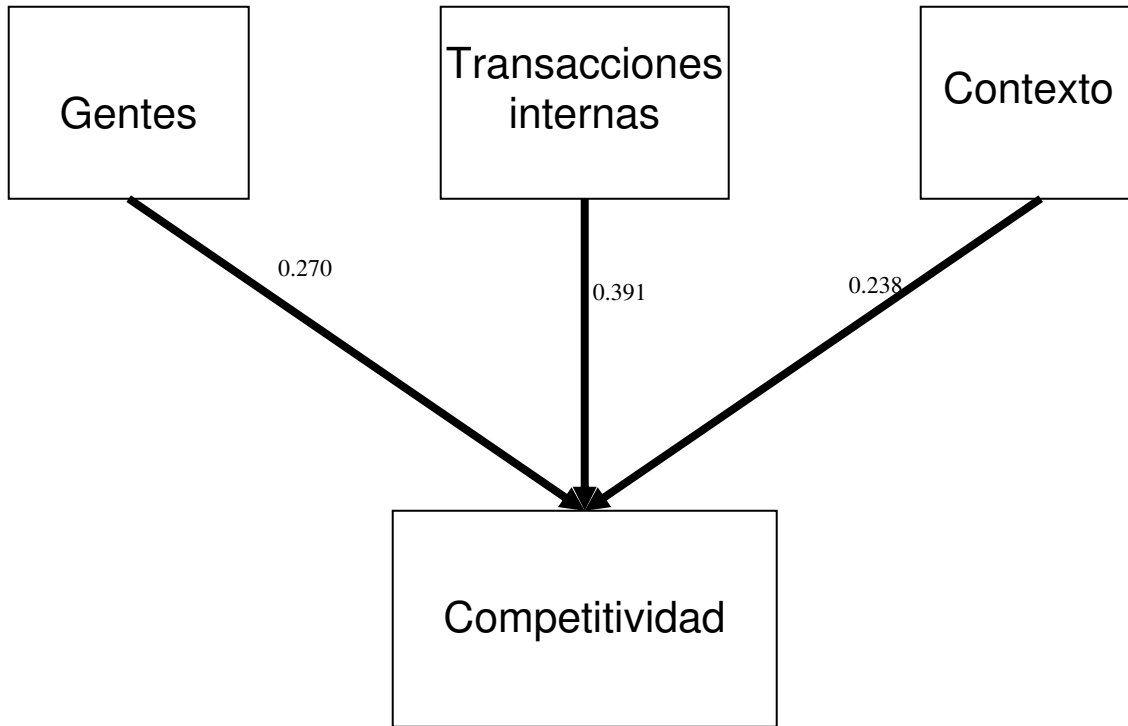 Gentes
Transacciones
internas
Contexto
0.270
0.391
0.238
Competitividad